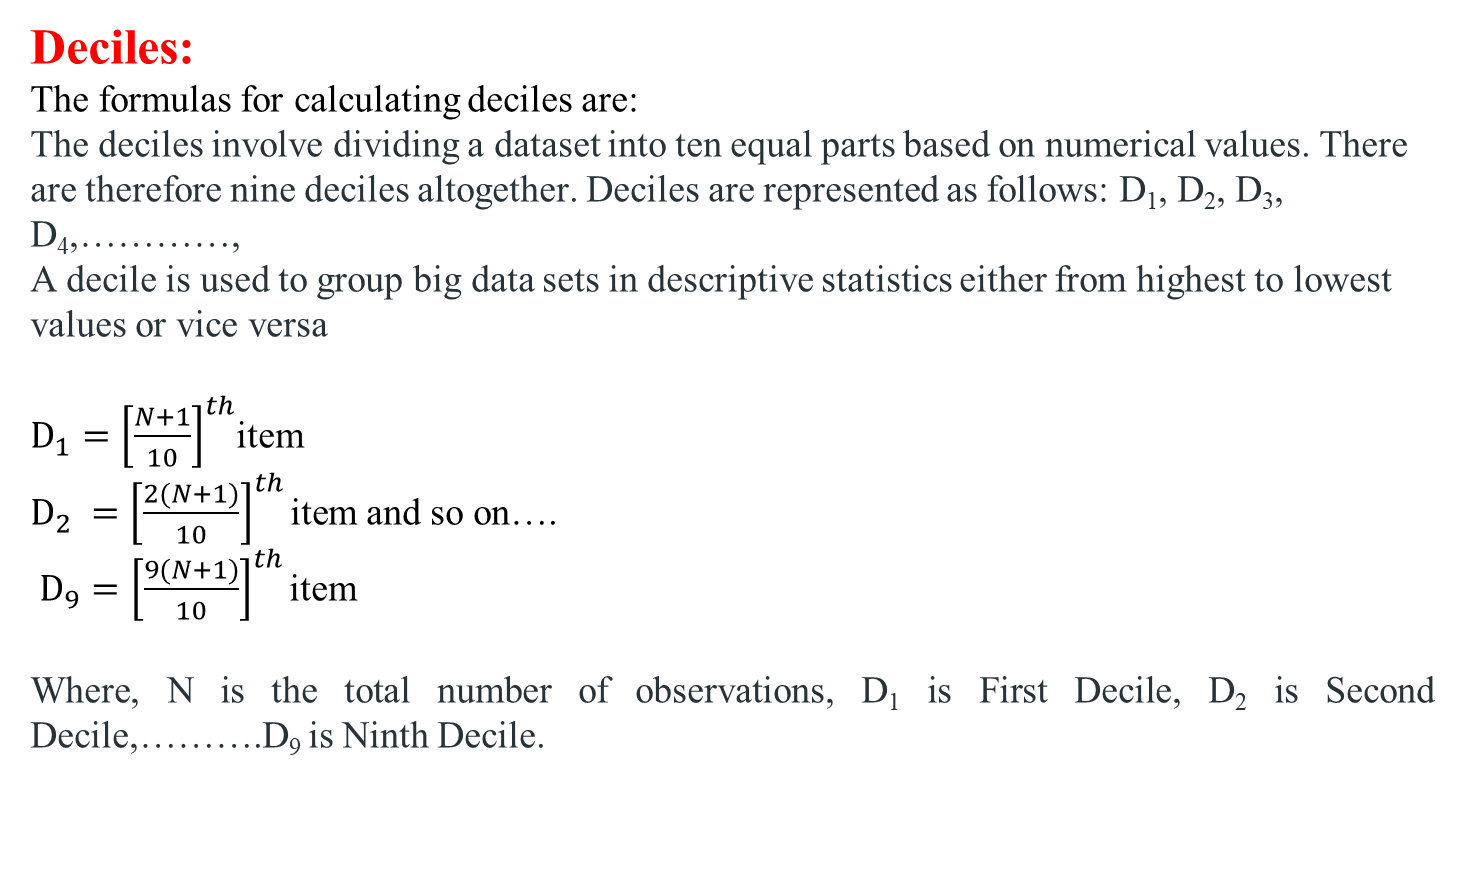 Deciles:
The formulas for calculating deciles are:
The deciles involve dividing a dataset into ten equal parts based on numerical values. There
are therefore nine deciles altogether. Deciles are represented as follows: D₁, D₂, D₃,
D₄,…………,
A decile is used to group big data sets in descriptive statistics either from highest to lowest
values or vice versa
D₁ = [(N+1)/10]^th item
D₂ = [2(N+1)/10]^th item and so on….
D₉ = [9(N+1)/10]^th item
Where, N is the total number of observations, D₁ is First Decile, D₂ is Second
Decile,……….D₉ is Ninth Decile.